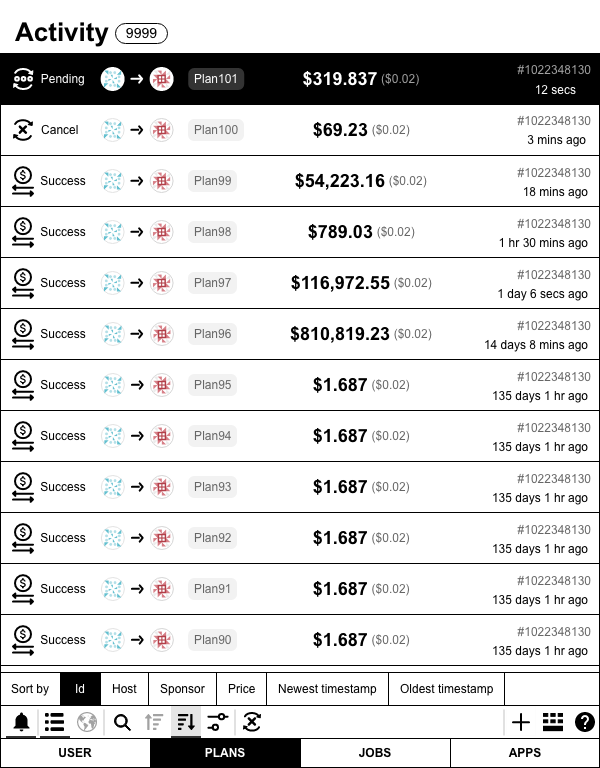 Activity 9999
Pending Plan101 $319.837 ($0.02) #1022348130
12 secs
Cancel Plan100 $69.23 ($0.02) #1022348130
3 mins ago
Success Plan99 $54,223.16 ($0.02) #1022348130
18 mins ago
Success Plan98 $789.03 ($0.02) #1022348130
1 hr 30 mins ago
Success Plan97 $116,972.55 ($0.02) #1022348130
1 day 6 secs ago
Success Plan96 $810,819.23 ($0.02) #1022348130
14 days 8 mins ago
Success Plan95 $1.687 ($0.02) #1022348130
135 days 1 hr ago
Success Plan94 $1.687 ($0.02) #1022348130
135 days 1 hr ago
Success Plan93 $1.687 ($0.02) #1022348130
135 days 1 hr ago
Success Plan92 $1.687 ($0.02) #1022348130
135 days 1 hr ago
Success Plan91 $1.687 ($0.02) #1022348130
135 days 1 hr ago
Success Plan90 $1.687 ($0.02) #1022348130
135 days 1 hr ago
Sort by Id Host Sponsor Price Newest timestamp Oldest timestamp
USER PLANS JOBS APPS